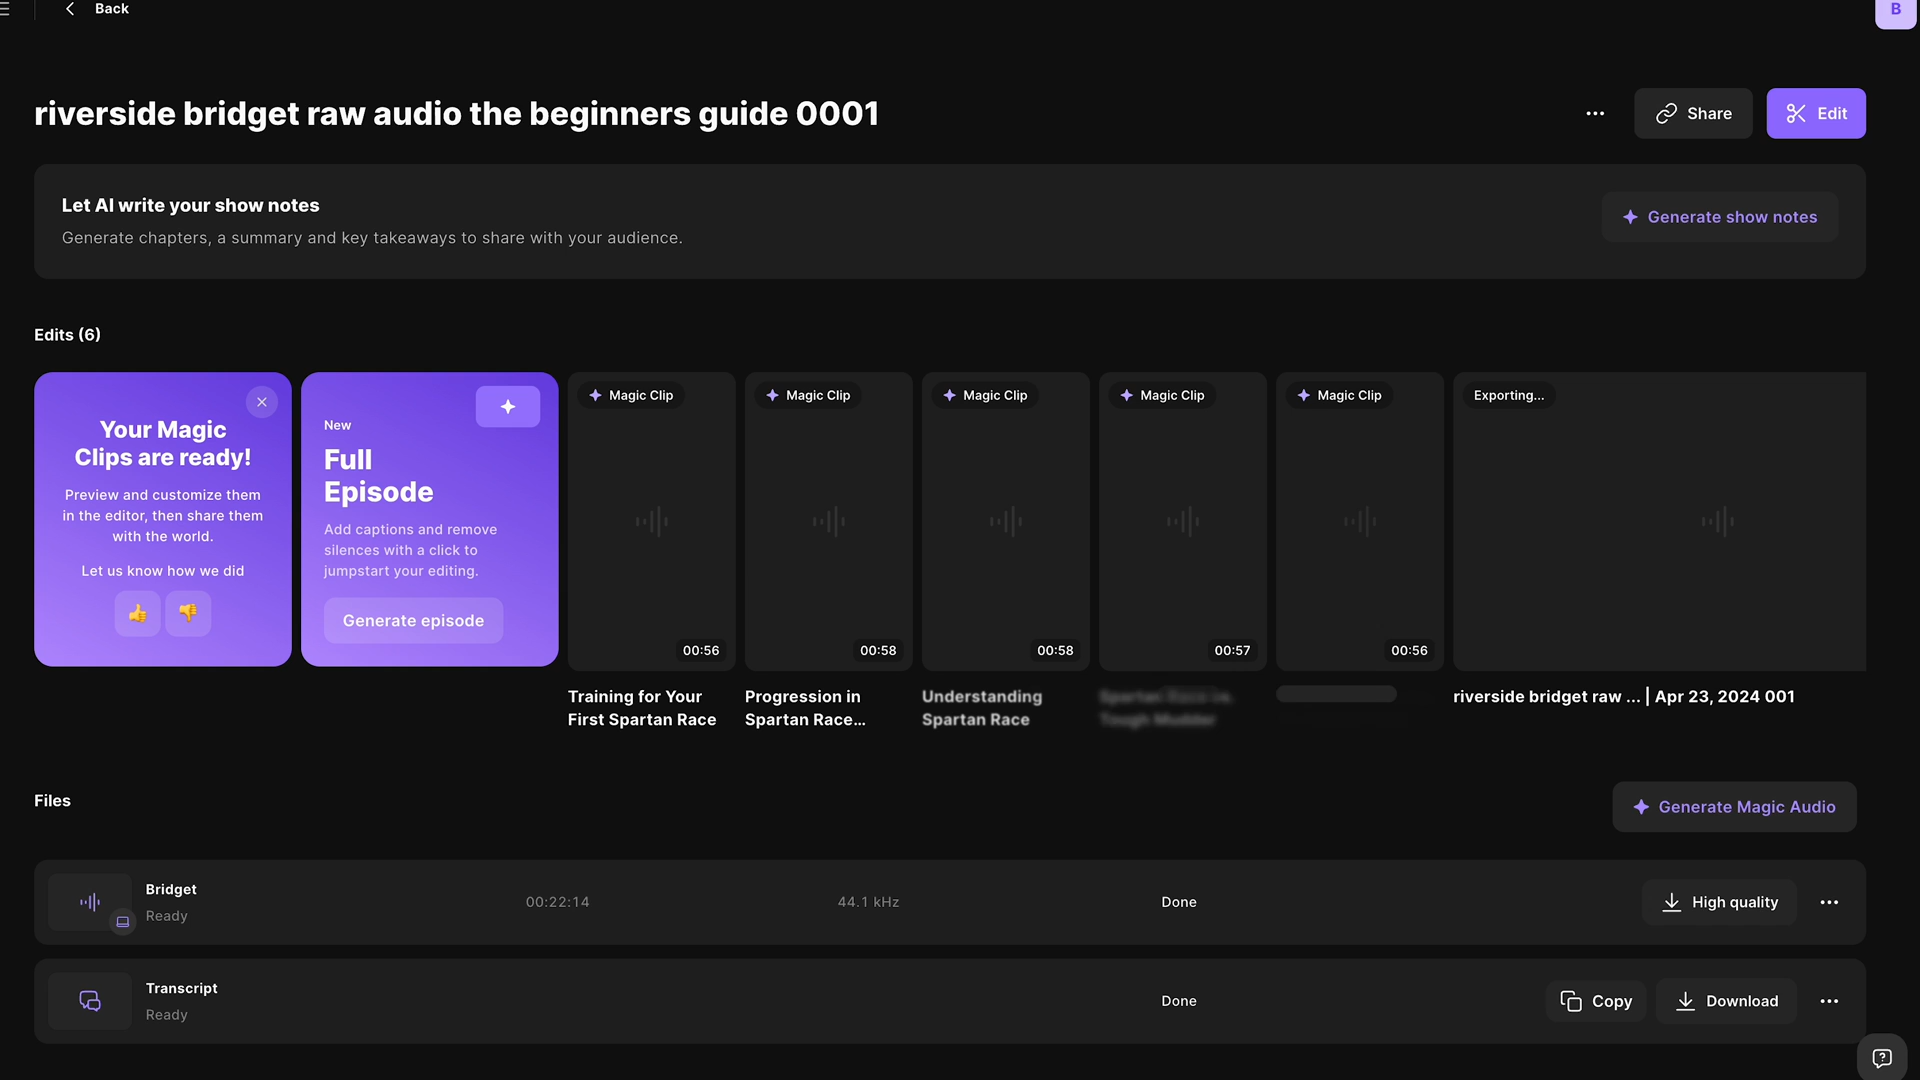 Back
B
riverside bridget raw audio the beginners guide 0001
Share
Edit
Let AI write your show notes
Generate chapters, a summary and key takeaways to share with your audience.
Generate show notes
Edits (6)
Your Magic
Clips are ready!
Preview and customize them
in the editor, then share them
with the world.
Let us know how we did
New
Full
Episode
Add captions and remove
silences with a click to
jumpstart your editing.
Generate episode
Magic Clip
00:56
Training for Your
First Spartan Race
Magic Clip
00:58
Progression in
Spartan Race...
Magic Clip
00:58
Understanding
Spartan Race
Magic Clip
00:57
Spartan Race vs.
Tough Mudder
Magic Clip
00:56
Exporting...
riverside bridget raw ... | Apr 23, 2024 001
Files
Generate Magic Audio
Bridget
Ready
00:22:14
44.1 kHz
Done
High quality
Transcript
Ready
Done
Copy
Download